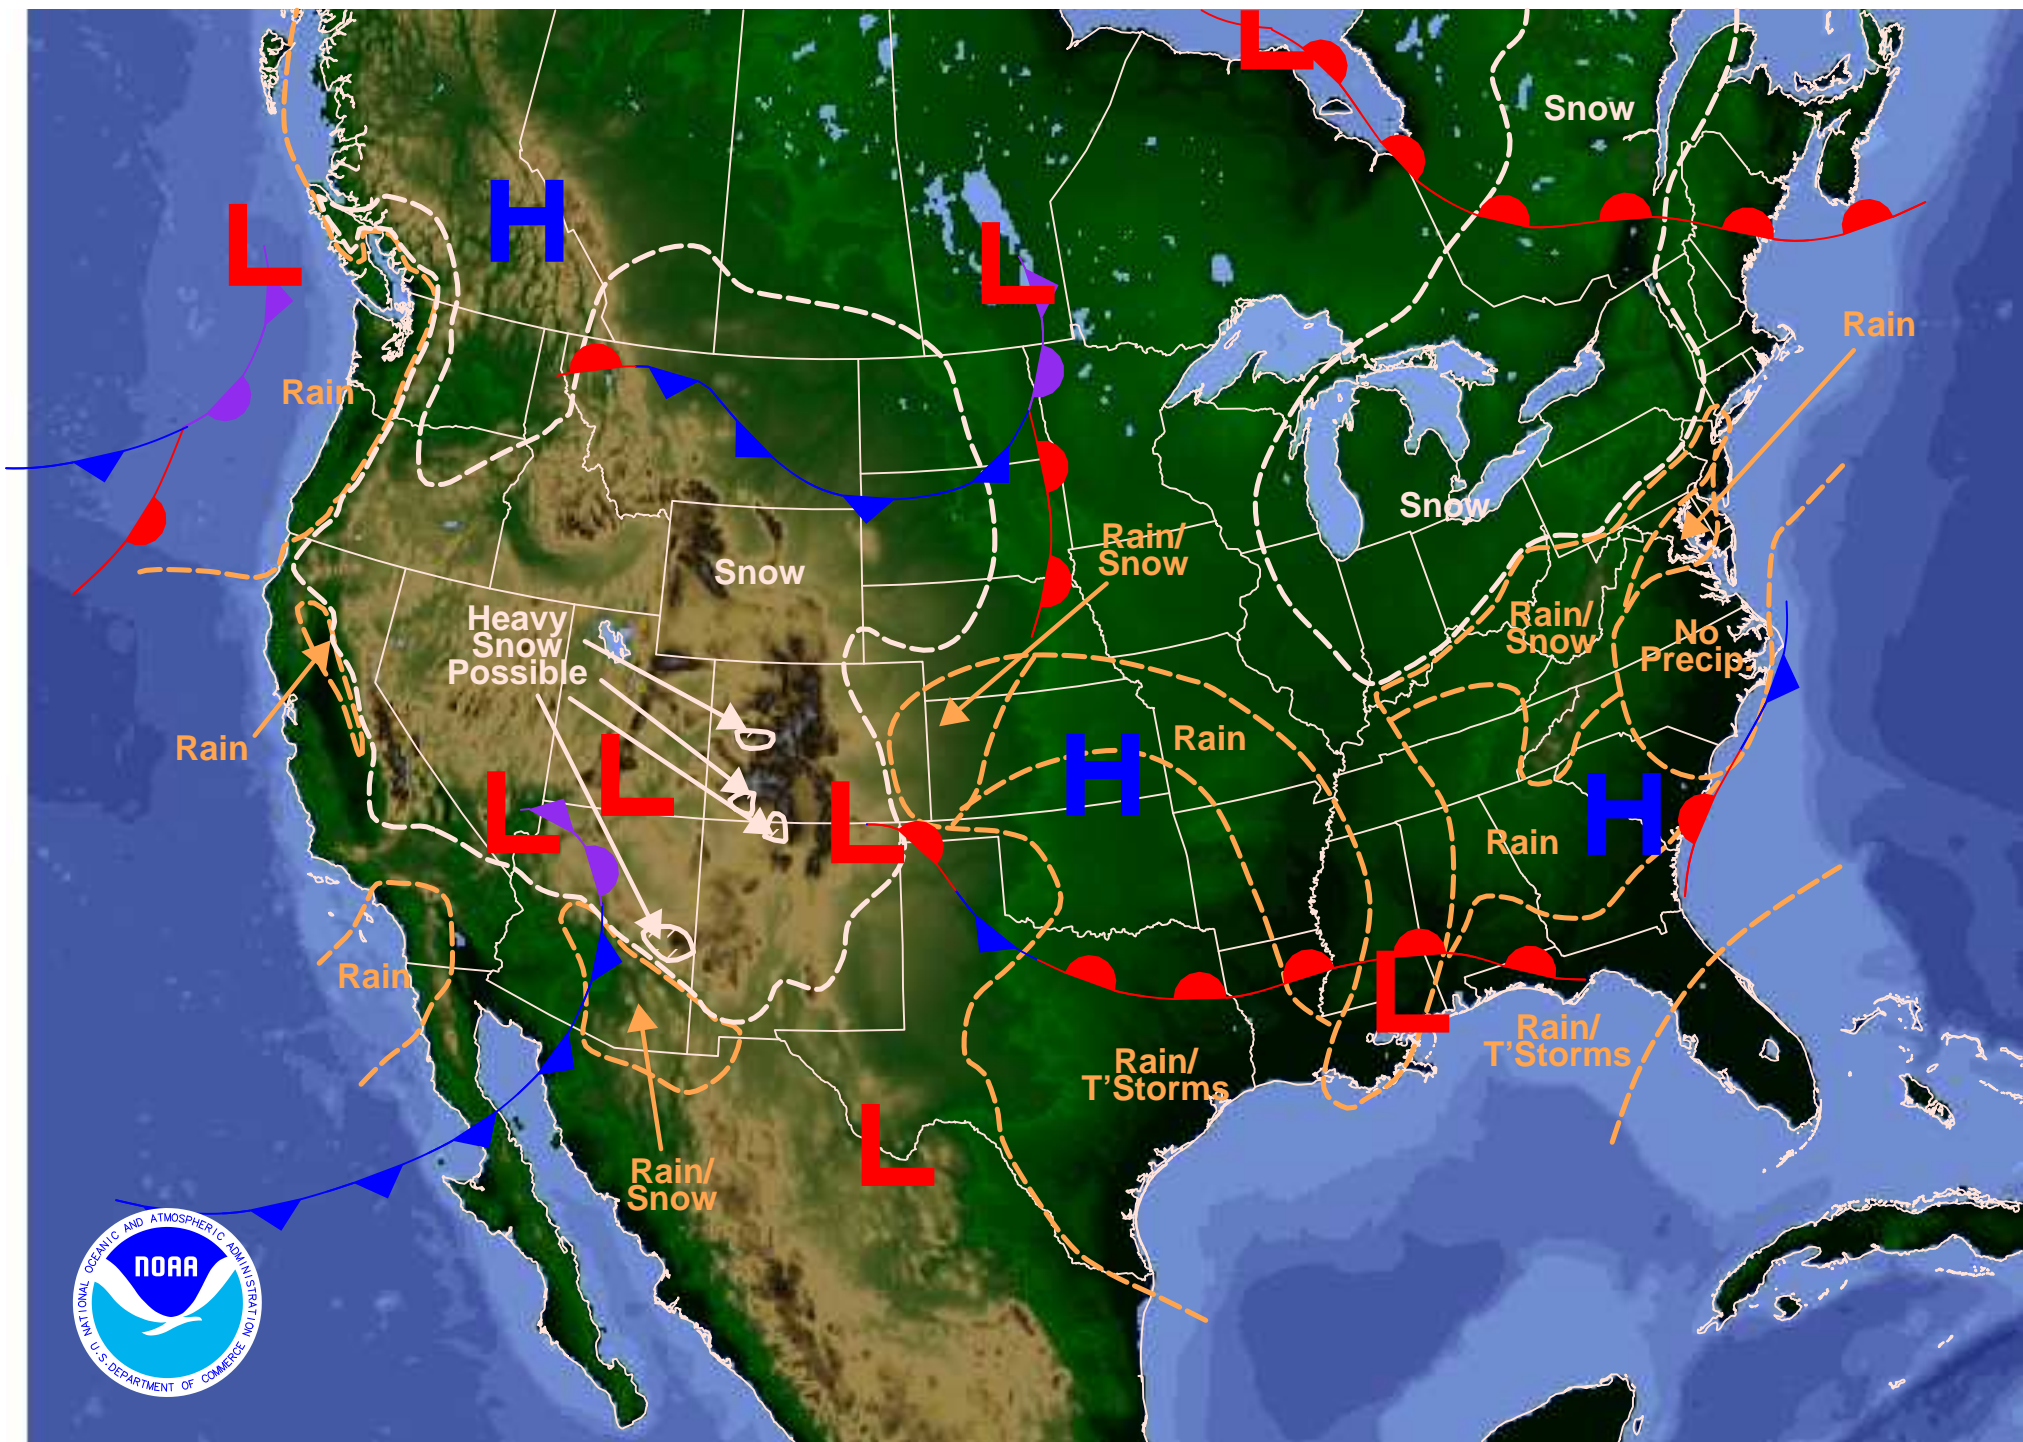 L
Snow
H
L
L
Rain
Rain
Snow
Rain/
Snow
Snow
Heavy
Snow
Possible
Rain/
Snow
No
Precip.
Rain
Rain
H
L
L
L
H
L
Rain
Rain
L
Rain/
T'Storms
Rain/
T'Storms
L
Rain/
Snow
NATIONAL OCEANIC AND ATMOSPHERIC ADMINISTRATION
NOAA
U.S. DEPARTMENT OF COMMERCE